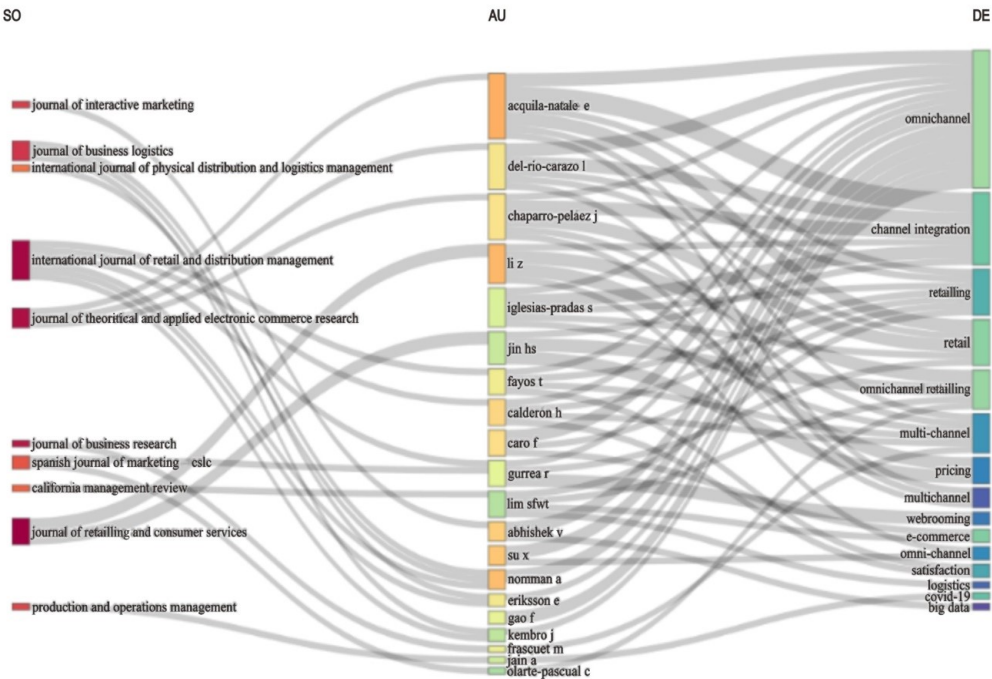 SO
AU
DE
journal of interactive marketing
journal of business logistics
international journal of physical distribution and logistics management
international journal of retail and distribution management
journal of theoritical and applied electronic commerce research
journal of business research
spanish journal of marketing cslc
california management review
journal of retailling and consumer services
production and operations management
acquila-natale e
del-rio-carazo l
chaparro-peláez j
li z
iglesias-pradas s
jin hs
fayos t
calderón h
caro f
gurrea r
lim sfwt
abhishek v
su x
nomman a
eriksson e
gao f
kembro j
frascuet m
jain a
olarte-pascual c
omnichannel
channel integration
retailling
retail
omnichannel retailling
multi-channel
pricing
multichannel
webrooming
e-commerce
omni-channel
satisfaction
logistics
covid-19
big data